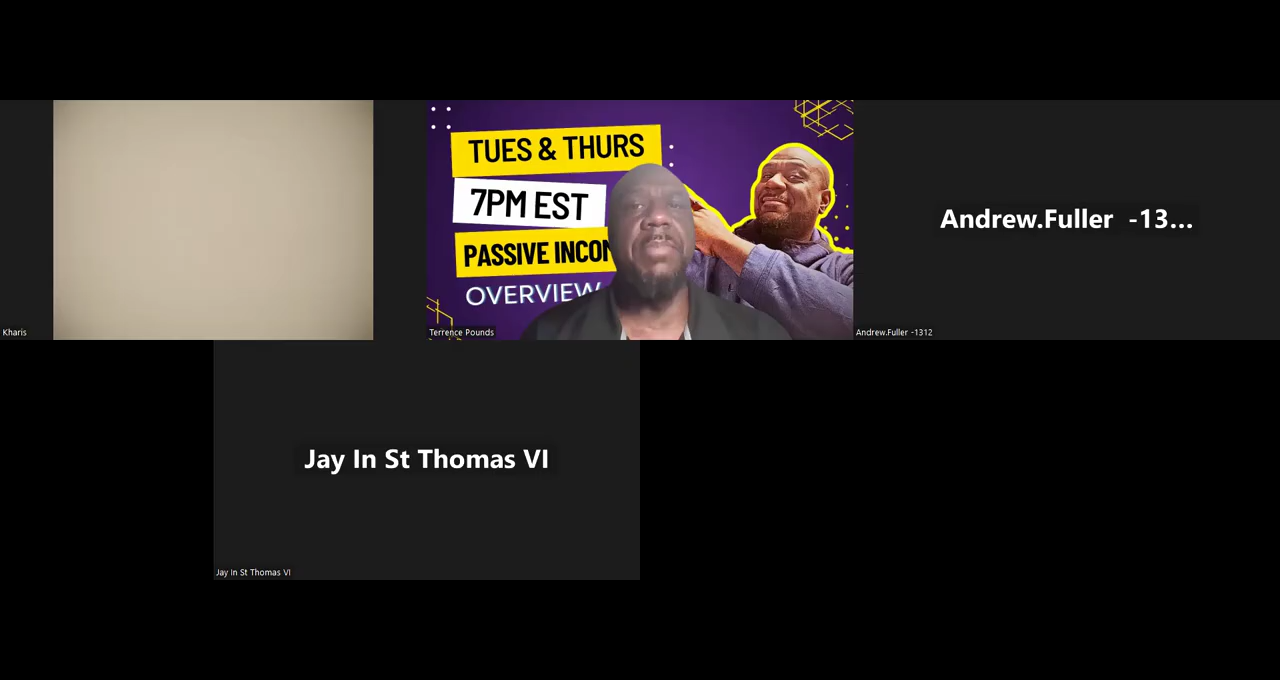 TUES & THURS
7PM EST
PASSIVE INCOM
OVERVIEW
Andrew.Fuller -13...
Kharis
Terrence Pounds
Andrew.Fuller -1312
Jay In St Thomas VI
Jay In St Thomas VI